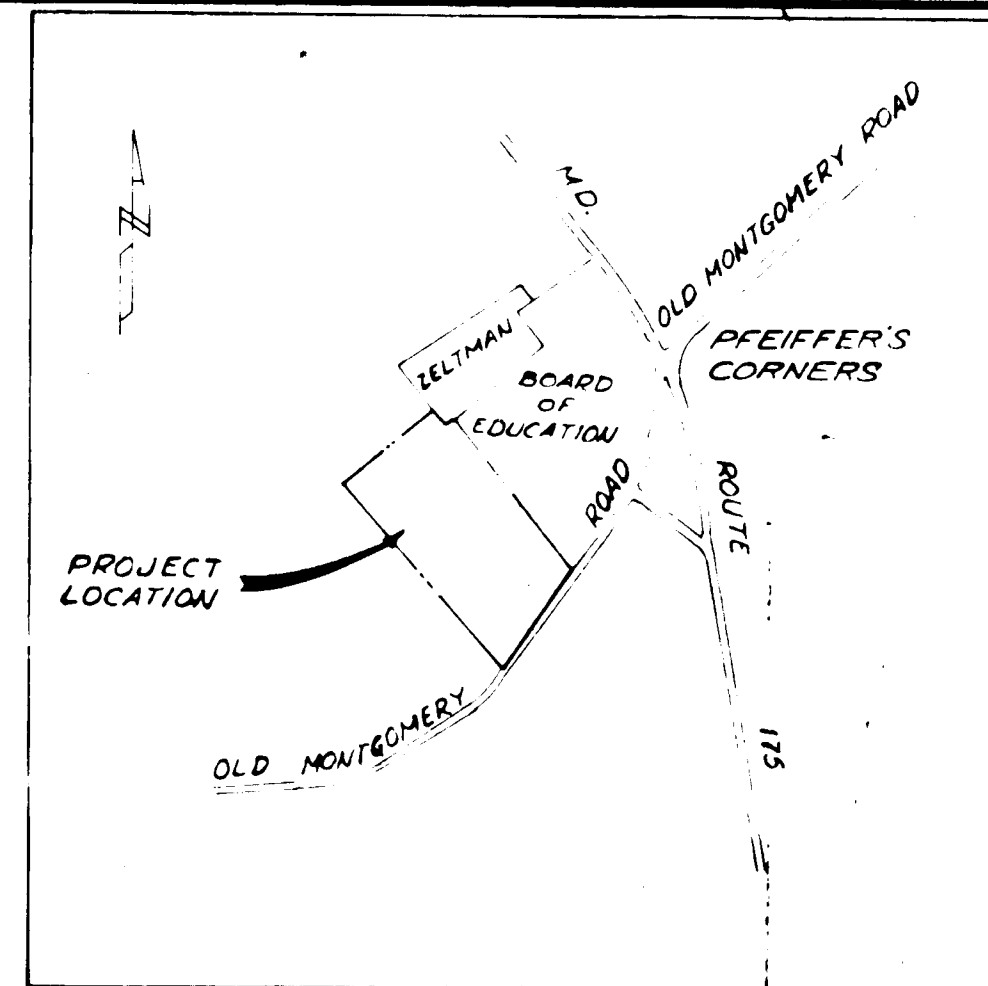 N
MD.
OLD MONTGOMERY ROAD
PFEIFFER'S
CORNERS
ZELTMAN
BOARD
OF
EDUCATION
ROAD
ROUTE
PROJECT
LOCATION
OLD MONTGOMERY
175